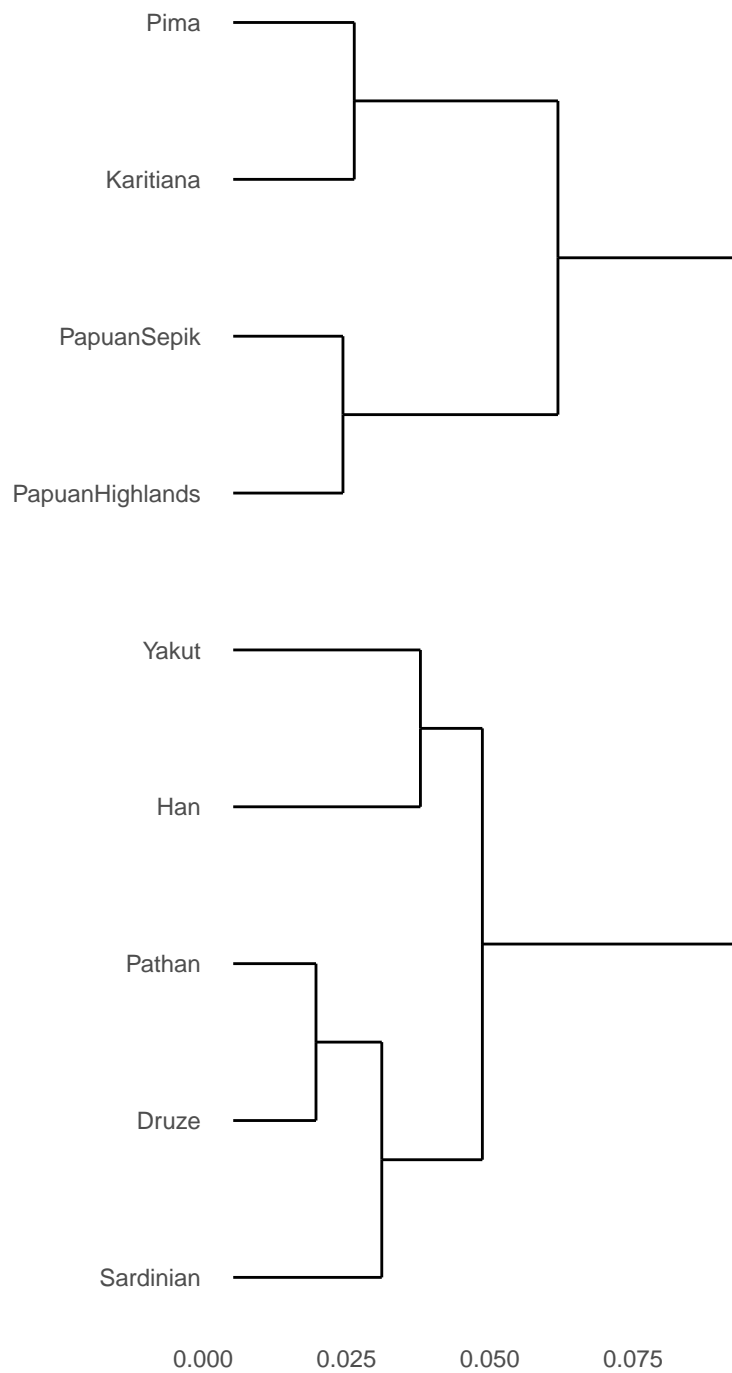 Pima
Karitiana
PapuanSepik
PapuanHighlands
Yakut
Han
Pathan
Druze
Sardinian
0.000 0.025 0.050 0.075